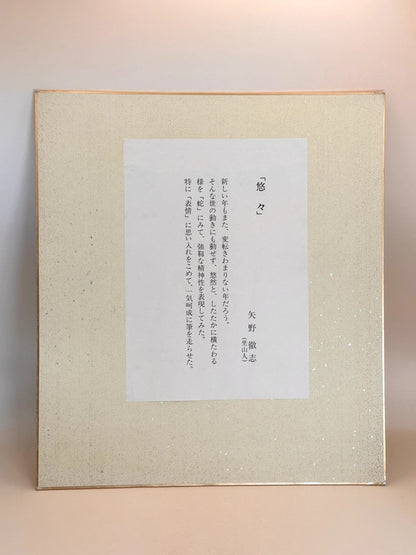 「悠々」
矢野 徹志
(里山人)
新しい年もまた、変転きわまりない年だろう。
そんな世の動きにも動ぜず、悠然と、したたかに横たわる
様を「蛇」にみて、強靱な精神性を表現してみた。
特に「表情」に思い入れをこめて、一気呵成に筆を走らせた。